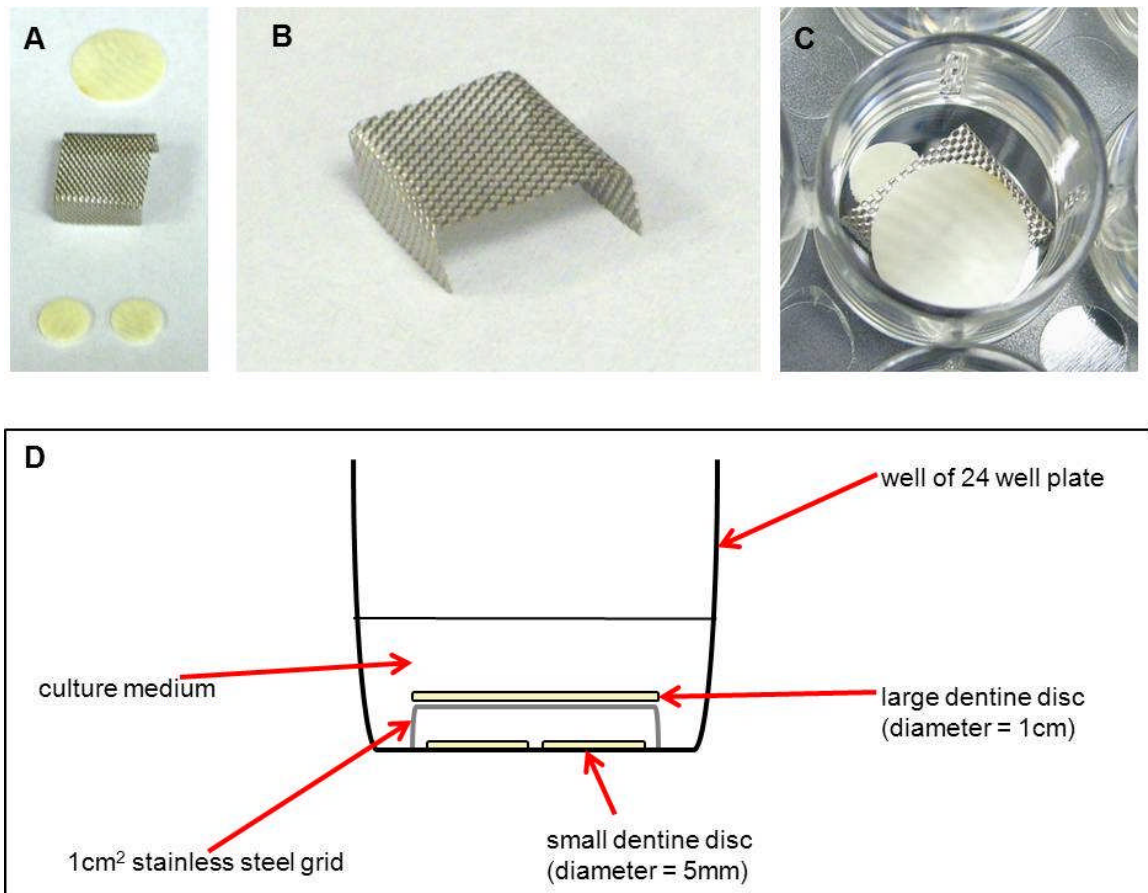 A
B
C
D
well of 24 well plate
culture medium
large dentine disc
(diameter = 1cm)
1cm² stainless steel grid
small dentine disc
(diameter = 5mm)